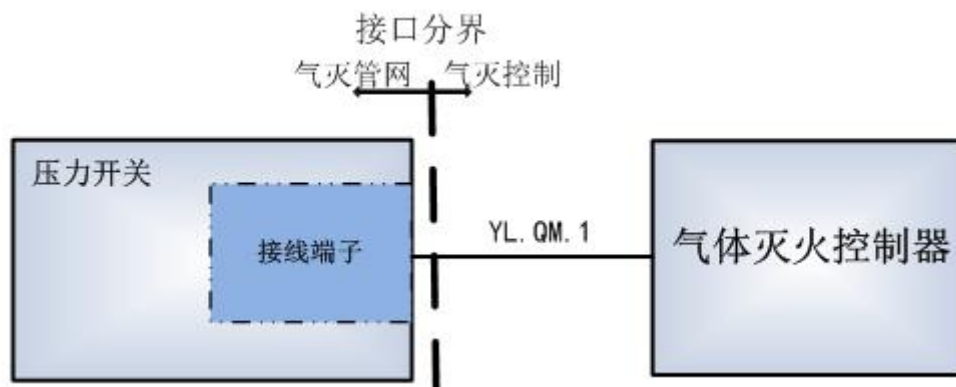 接口分界
气灭管网
气灭控制
压力开关
接线端子
YL.QM.1
气体灭火控制器